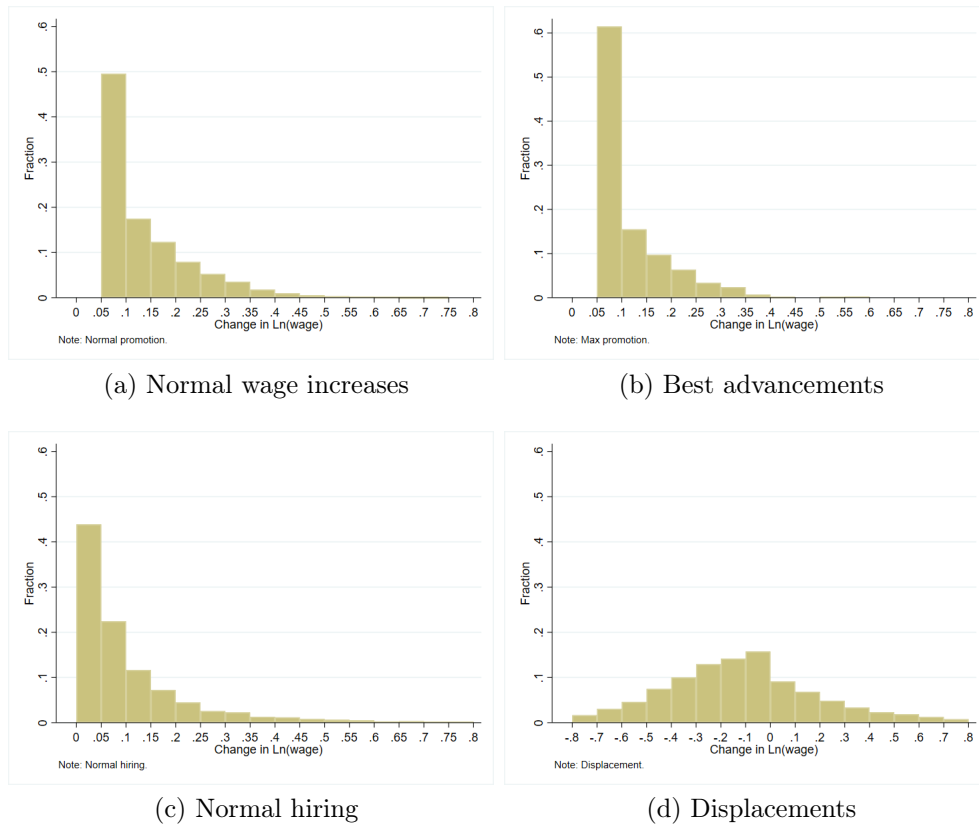 .6
.5
.4
.3
.2
.1
0
Fraction
0 .05 .1 .15 .2 .25 .3 .35 .4 .45 .5 .55 .6 .65 .7 .75 .8
Change in Ln(wage)
Note: Normal promotion.
(a) Normal wage increases
.6
.5
.4
.3
.2
.1
0
Fraction
0 .05 .1 .15 .2 .25 .3 .35 .4 .45 .5 .55 .6 .65 .7 .75 .8
Change in Ln(wage)
Note: Max promotion.
(b) Best advancements
.6
.5
.4
.3
.2
.1
0
Fraction
0 .05 .1 .15 .2 .25 .3 .35 .4 .45 .5 .55 .6 .65 .7 .75 .8
Change in Ln(wage)
Note: Normal hiring.
(c) Normal hiring
.6
.5
.4
.3
.2
.1
0
Fraction
-.8 -.7 -.6 -.5 -.4 -.3 -.2 -.1 0 .1 .2 .3 .4 .5 .6 .7 .8
Change in Ln(wage)
Note: Displacement.
(d) Displacements